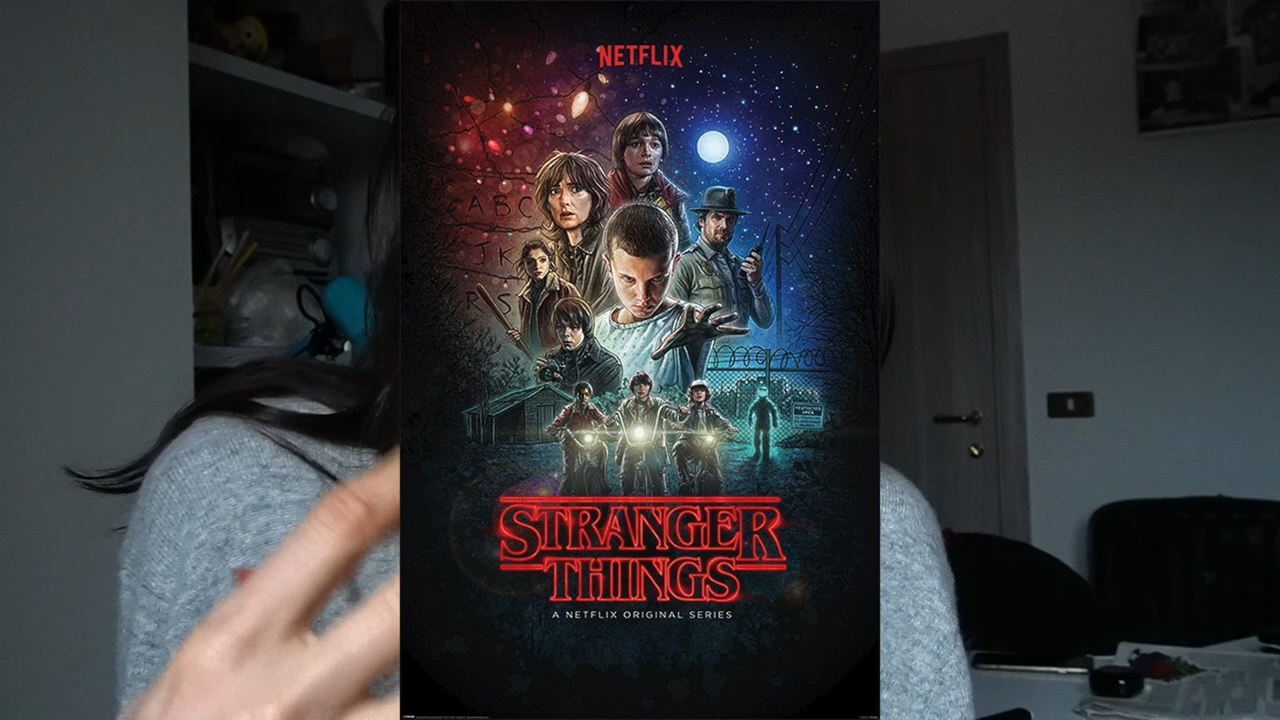 NETFLIX
A B C
J K
R S
STRANGER
THINGS
A NETFLIX ORIGINAL SERIES